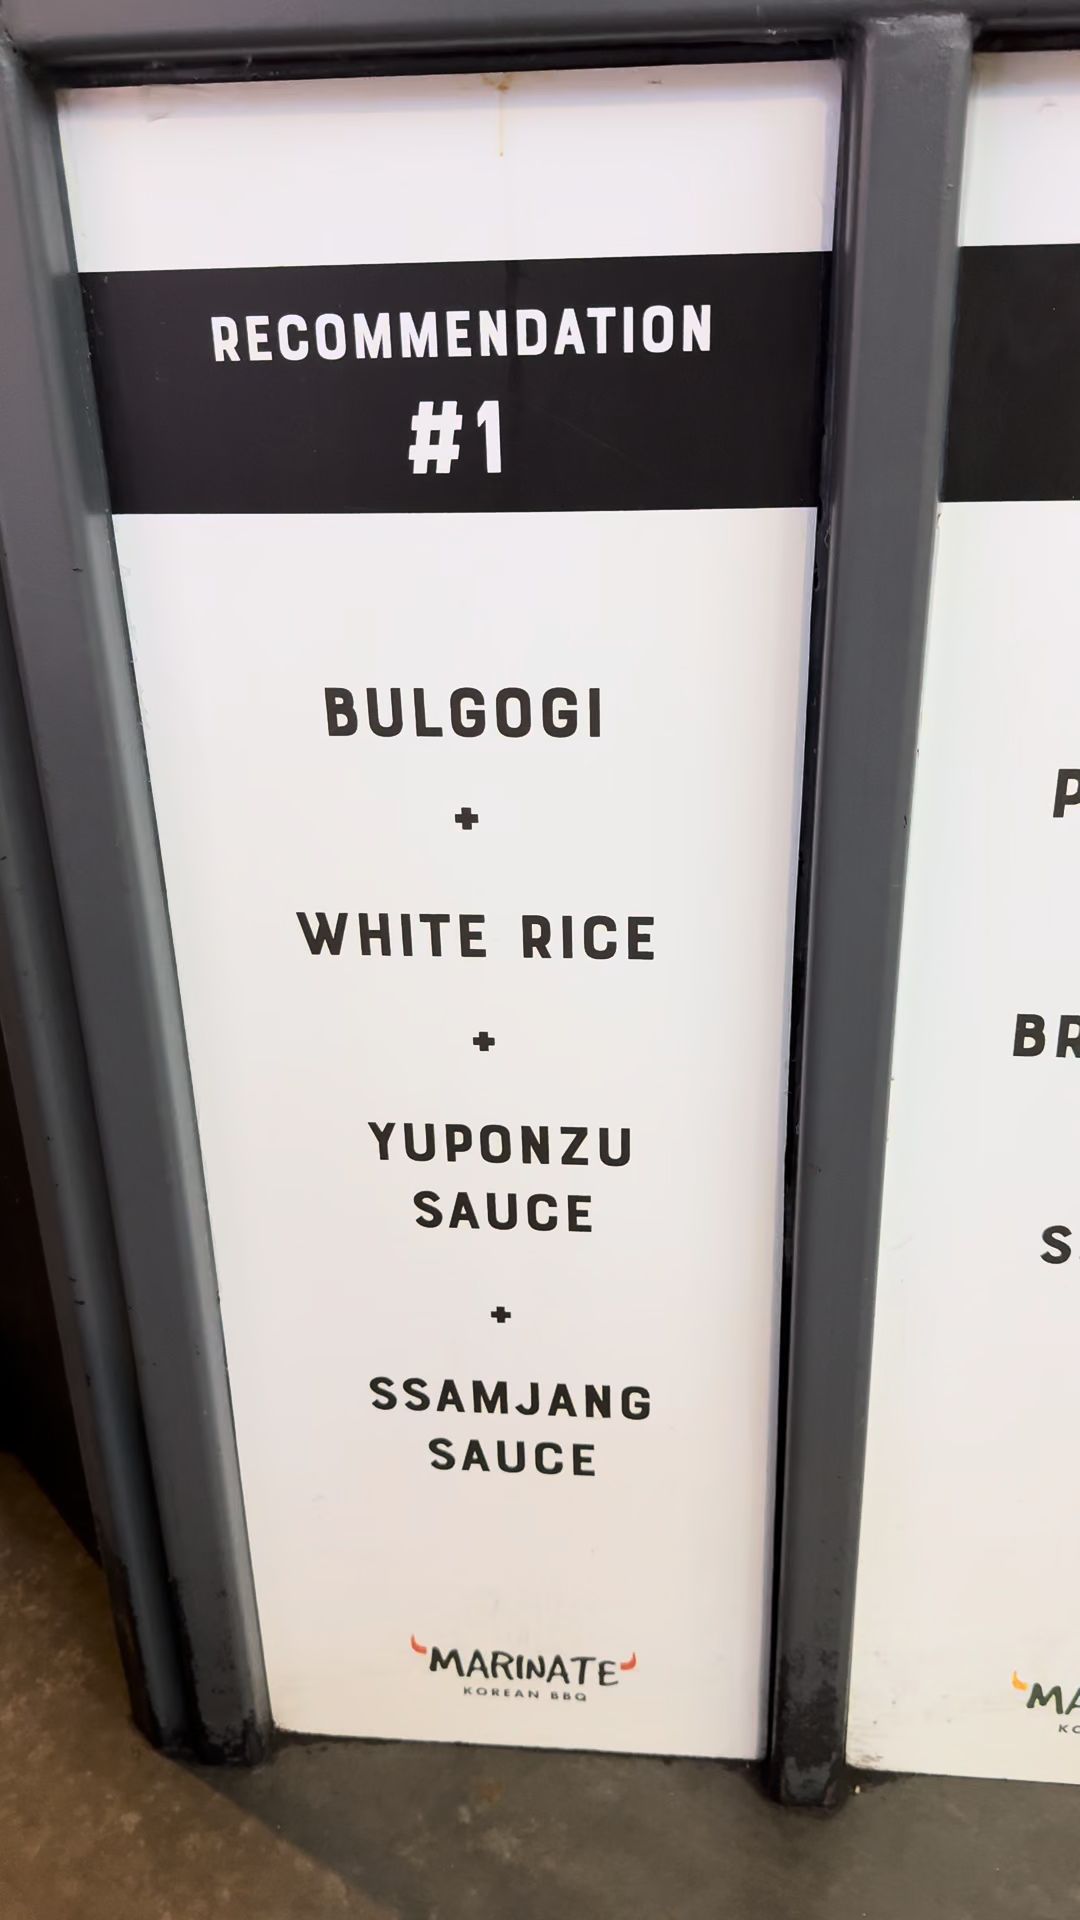 RECOMMENDATION
#1
BULGOGI
+
WHITE RICE
+
YUPONZU
SAUCE
+
SSAMJANG
SAUCE
MARINATE
KOREAN BBQ